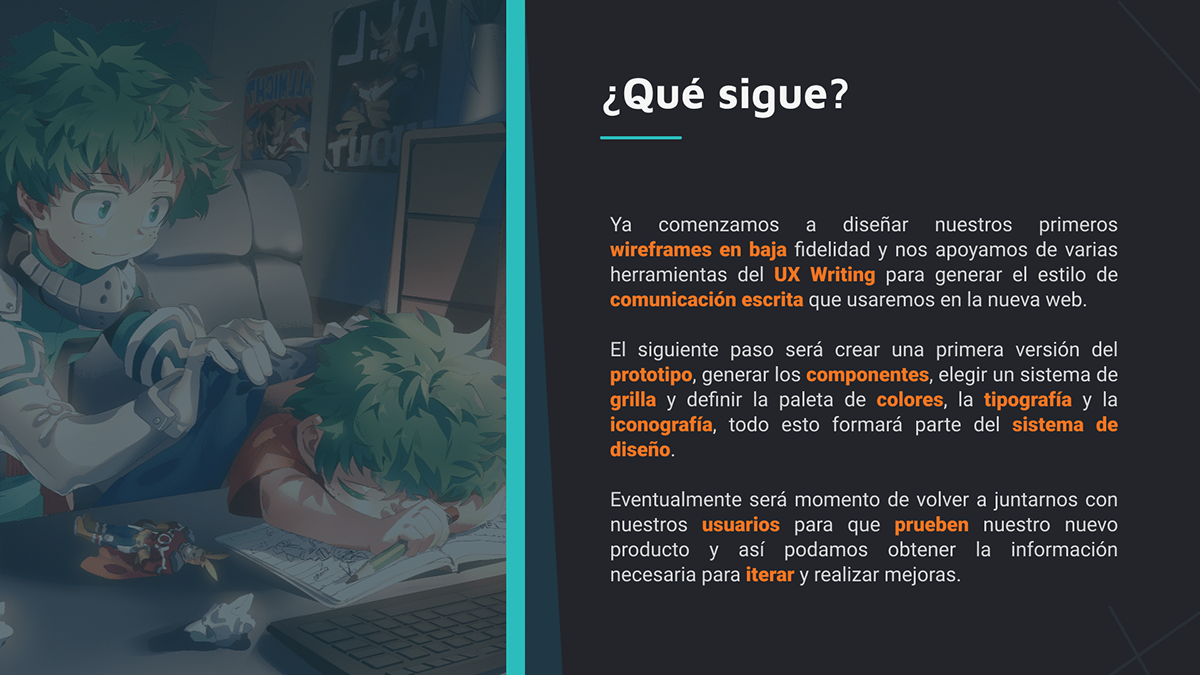 ¿Qué sigue?
Ya comenzamos a diseñar nuestros primeros
wireframes en baja fidelidad y nos apoyamos de varias
herramientas del UX Writing para generar el estilo de
comunicación escrita que usaremos en la nueva web.
El siguiente paso será crear una primera versión del
prototipo, generar los componentes, elegir un sistema de
grilla y definir la paleta de colores, la tipografía y la
iconografía, todo esto formará parte del sistema de
diseño.
Eventualmente será momento de volver a juntarnos con
nuestros usuarios para que prueben nuestro nuevo
producto y así podamos obtener la información
necesaria para iterar y realizar mejoras.